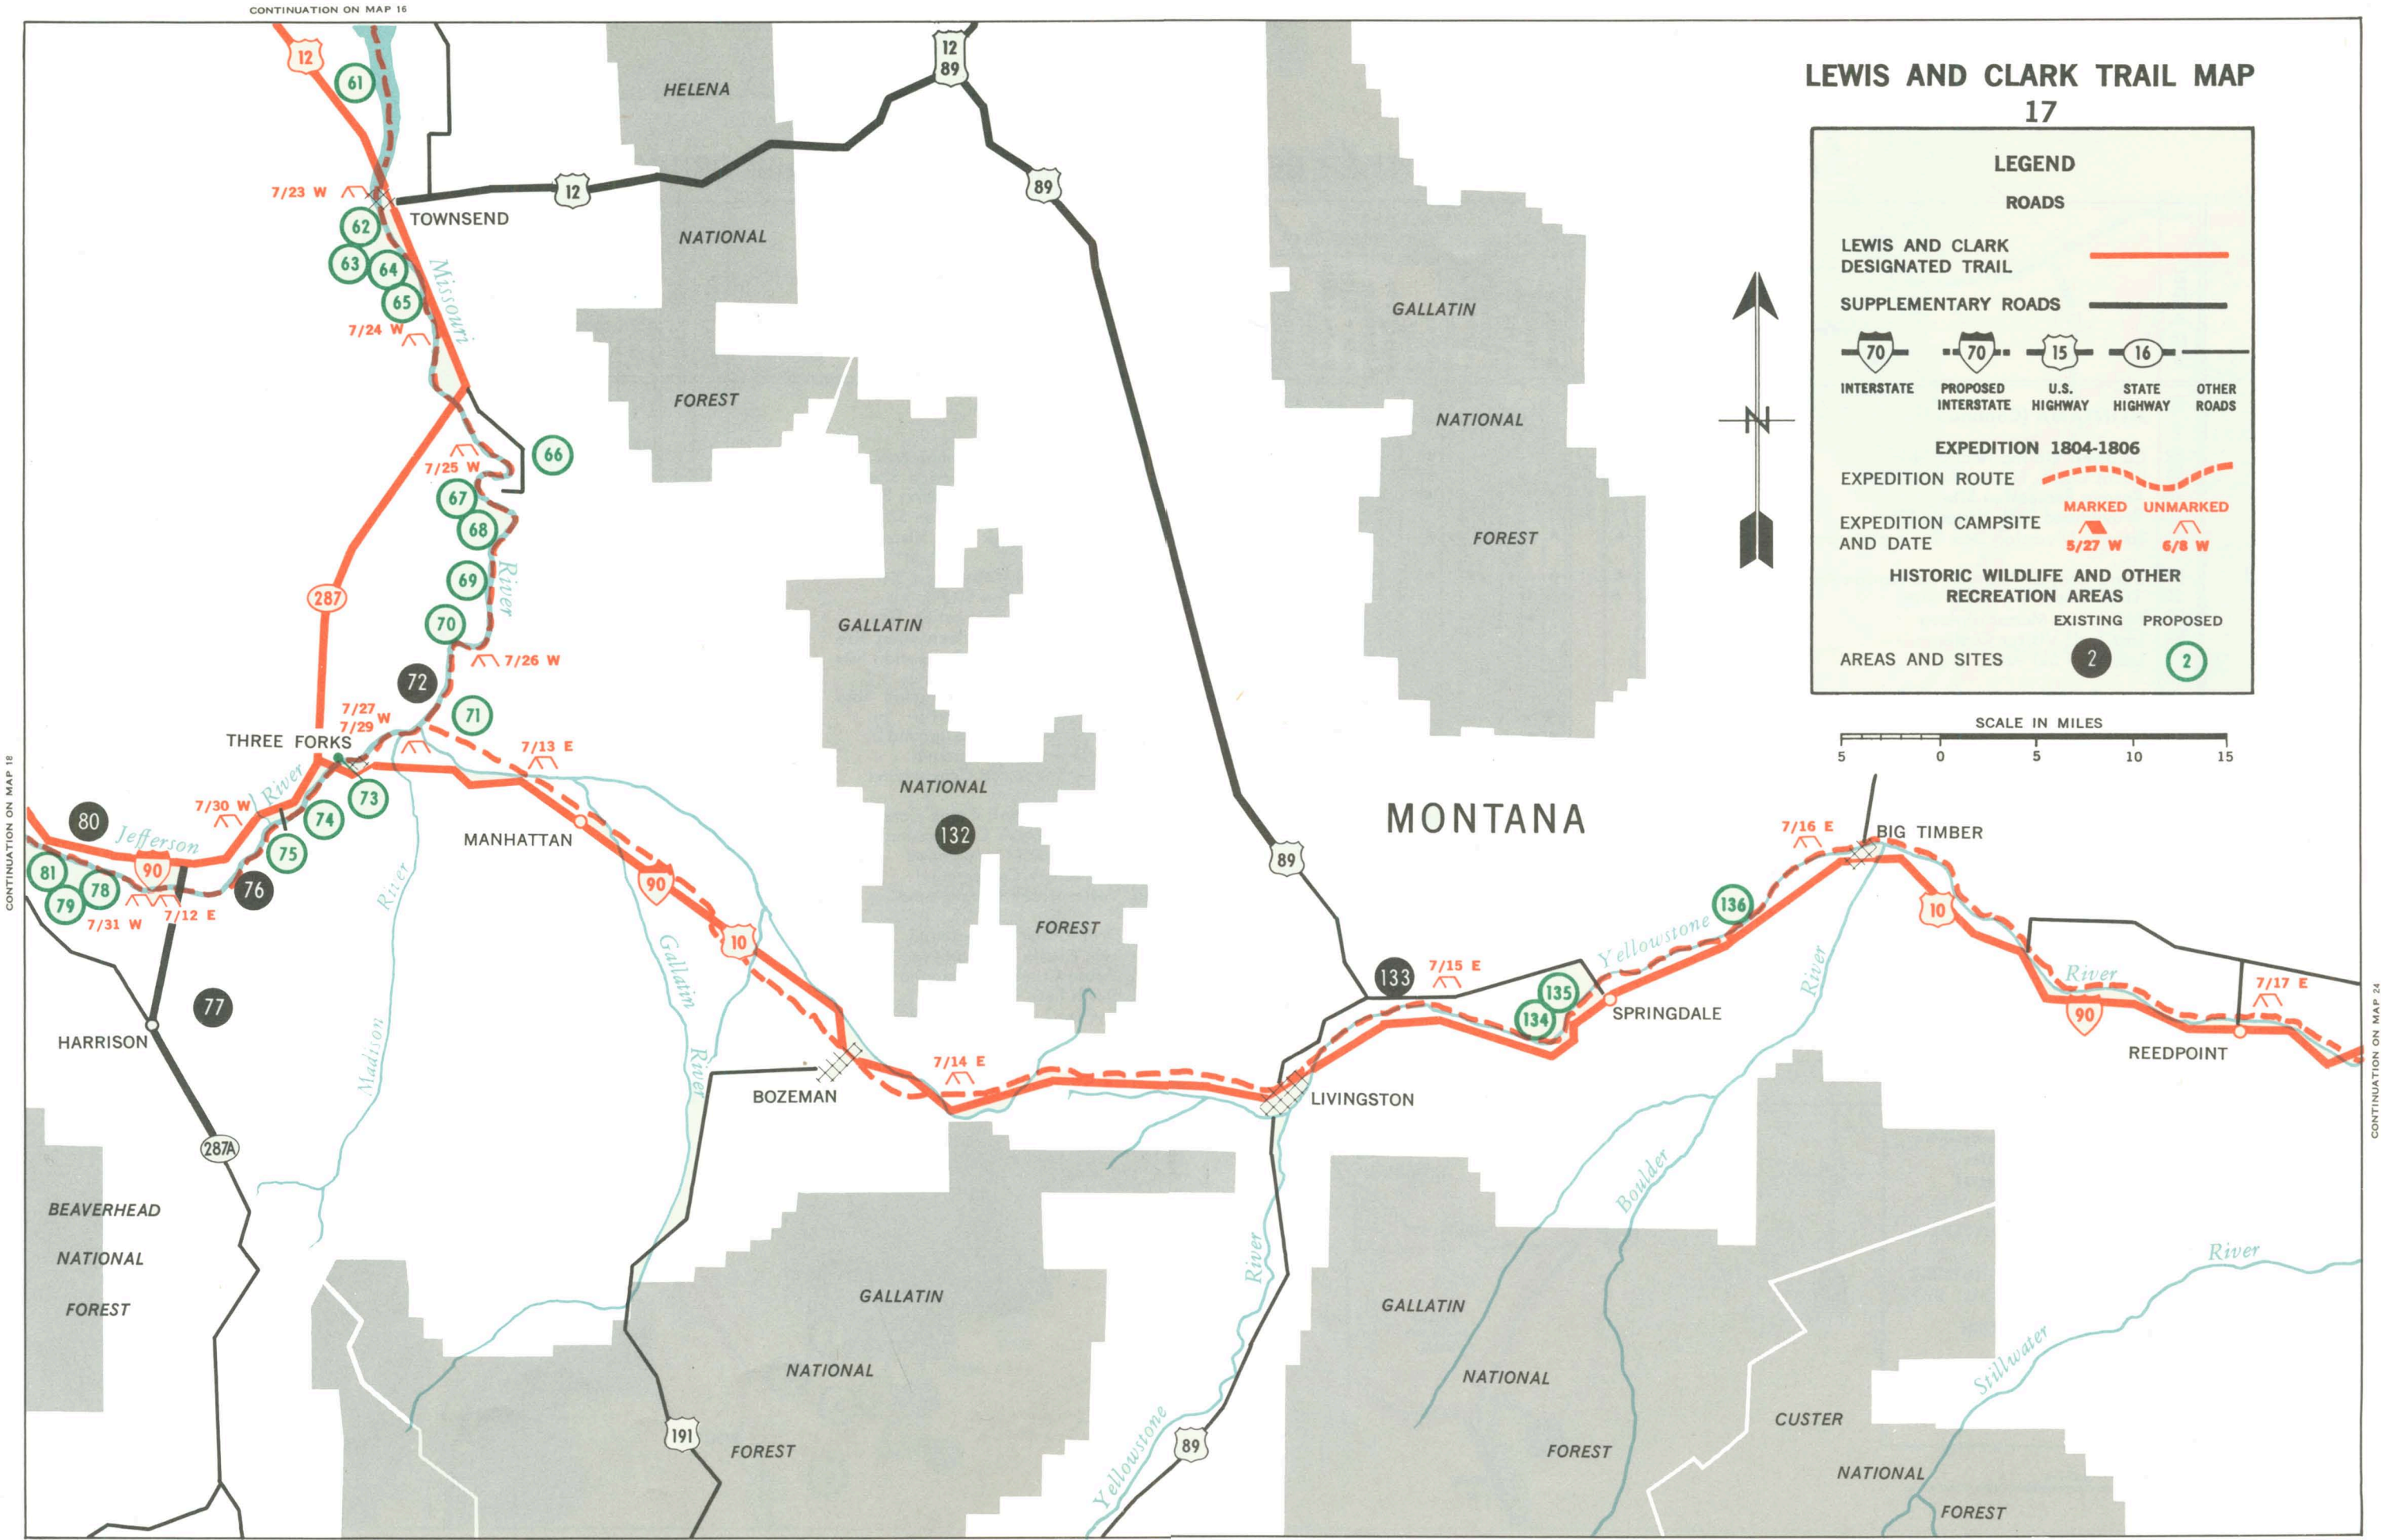 CONTINUATION ON MAP 16
LEWIS AND CLARK TRAIL MAP
17
LEGEND
ROADS
LEWIS AND CLARK
DESIGNATED TRAIL
SUPPLEMENTARY ROADS
70
70
15
16
INTERSTATE
PROPOSED
INTERSTATE
U.S.
HIGHWAY
STATE
HIGHWAY
OTHER
ROADS
EXPEDITION 1804-1806
EXPEDITION ROUTE
MARKED
UNMARKED
EXPEDITION CAMPSITE
AND DATE
5/27 W
6/8 W
HISTORIC WILDLIFE AND OTHER
RECREATION AREAS
EXISTING
PROPOSED
AREAS AND SITES
2
2
SCALE IN MILES
5
0
5
10
15
N
12
61
HELENA
12
89
7/23 W
TOWNSEND
12
89
62
63
64
65
NATIONAL
Missouri
7/24 W
FOREST
GALLATIN
NATIONAL
FOREST
66
7/25 W
67
68
69
River
287
70
7/26 W
72
71
7/27
7/29
W
THREE FORKS
7/13 E
GALLATIN
NATIONAL
132
FOREST
MONTANA
73
74
75
River
7/30 W
80
Jefferson
90
81
79
78
76
7/31 W
7/12 E
77
HARRISON
MANHATTAN
River
Madison
90
10
Gallatin
River
BOZEMAN
7/14 E
89
133
7/15 E
134
135
SPRINGDALE
LIVINGSTON
Yellowstone
136
7/16 E
BIG TIMBER
10
River
River
90
7/17 E
REEDPOINT
CONTINUATION ON MAP 18
CONTINUATION ON MAP 24
287A
BEAVERHEAD
NATIONAL
FOREST
GALLATIN
NATIONAL
FOREST
191
River
Yellowstone
89
Boulder
GALLATIN
NATIONAL
FOREST
CUSTER
NATIONAL
FOREST
Stillwater
River